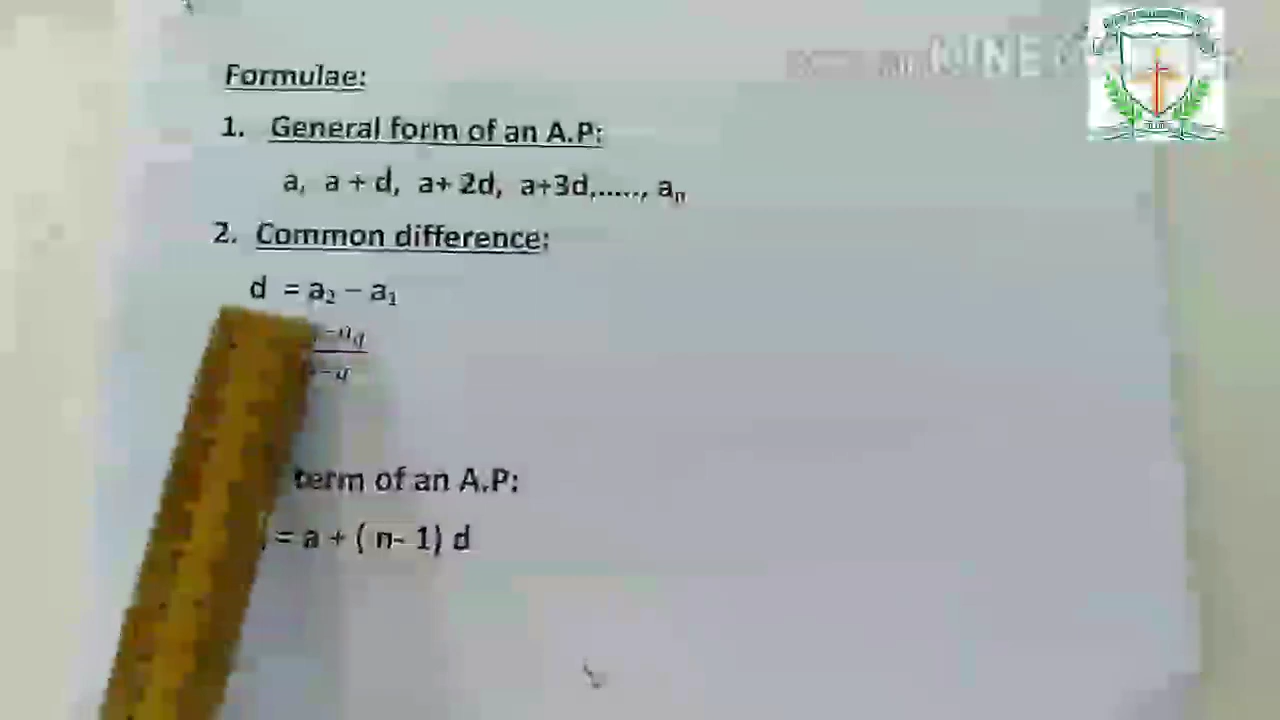 Formulae:
1. General form of an A.P:
a, a + d, a+ 2d, a+3d,......, aₙ
2. Common difference:
d = a₂ – a₁
term of an A.P:
= a + ( n- 1) d